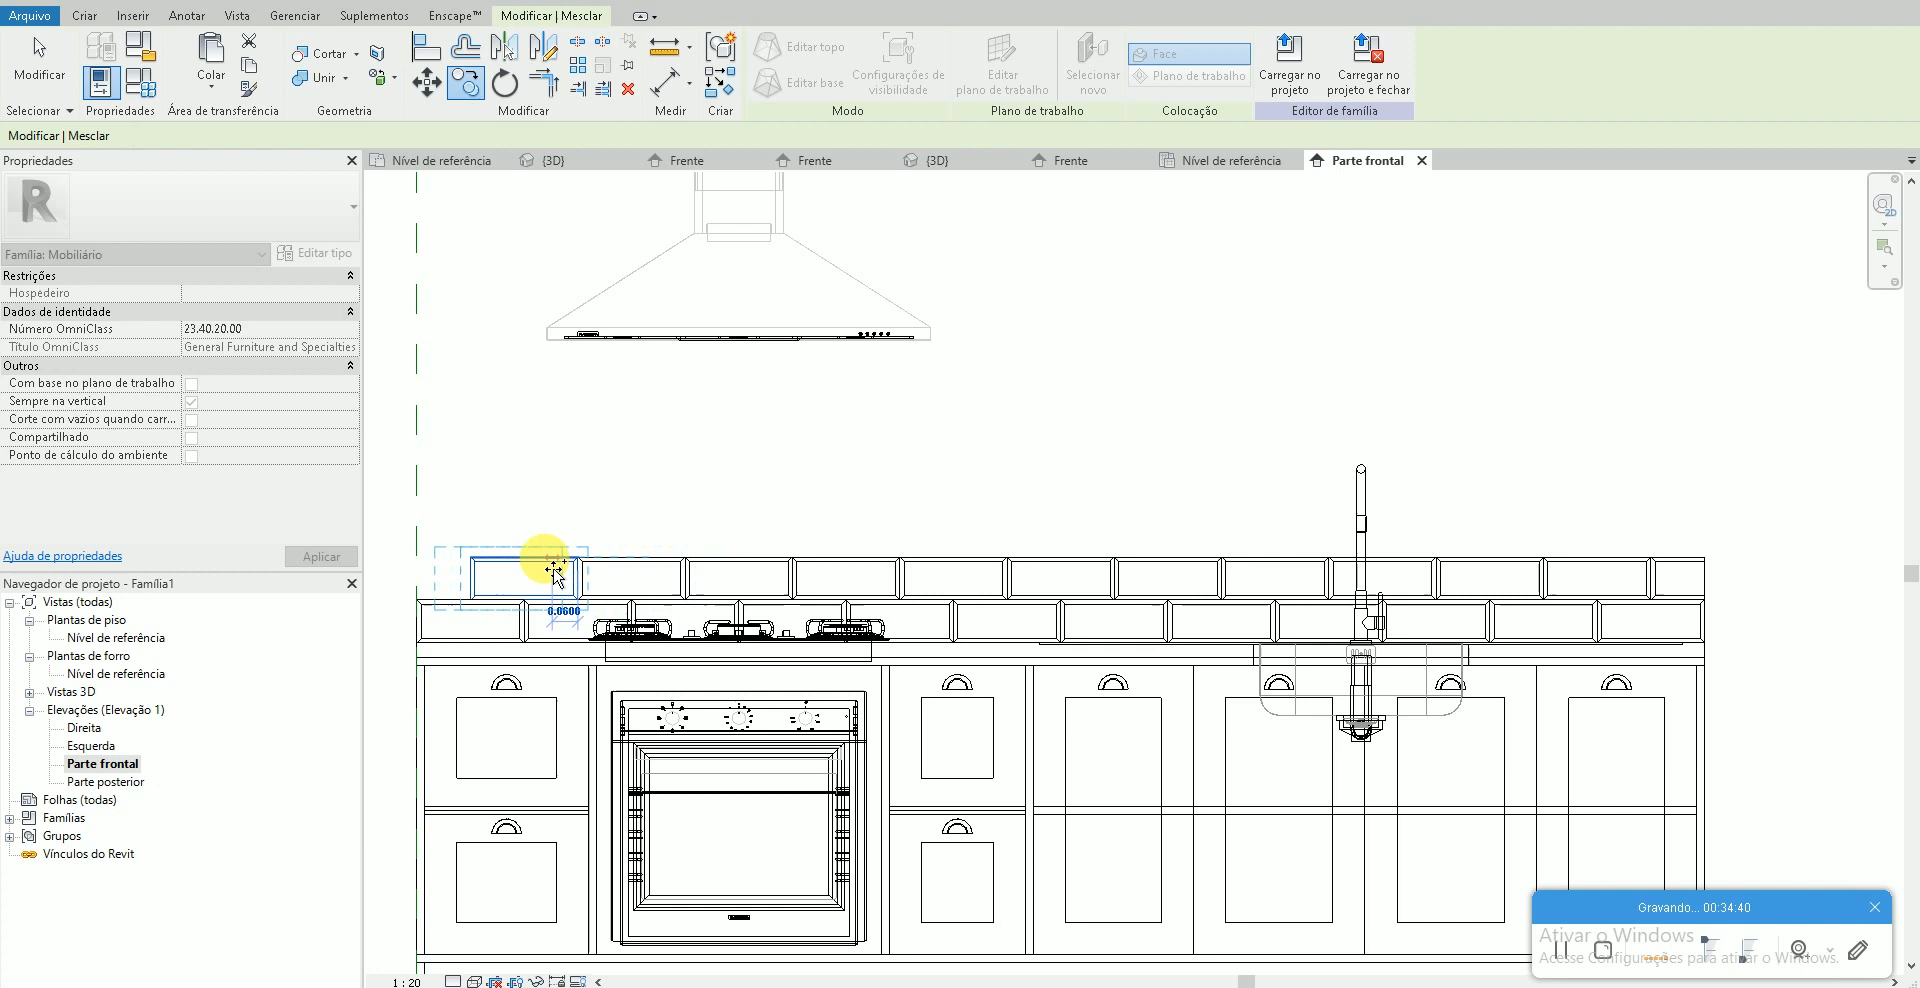 Arquivo Criar Inserir Anotar Vista Gerenciar Suplementos Enscape™ Modificar | Mesclar
Modificar
Colar
Cortar
Unir
Editar topo
Editar base
Configurações de visibilidade
Editar plano de trabalho
Selecionar novo
Face
Plano de trabalho
Carregar no projeto
Carregar no projeto e fechar
Selecionar Propriedades Área de transferência Geometria Modificar Medir Criar Modo Plano de trabalho Colocação Editor de família
Modificar | Mesclar
Propriedades
Nível de referência {3D} Frente Frente {3D} Frente Nível de referência Parte frontal
R
2D
Família: Mobiliário
Editar tipo
Restrições
Hospedeiro
Dados de identidade
Número OmniClass 23.40.20.00
Título OmniClass General Furniture and Specialties
Outros
Com base no plano de trabalho
Sempre na vertical
Corte com vazios quando carr...
Compartilhado
Ponto de cálculo do ambiente
Ajuda de propriedades
Aplicar
Navegador de projeto - Família1
Vistas (todas)
Plantas de piso
Nível de referência
Plantas de forro
Nível de referência
Vistas 3D
Elevações (Elevação 1)
Direita
Esquerda
Parte frontal
Parte posterior
Folhas (todas)
Famílias
Grupos
Vínculos do Revit
0.0600
1 : 20
Gravando... 00:34:40
Ativar o Windows
Acesse Configurações para ativar o Windows.